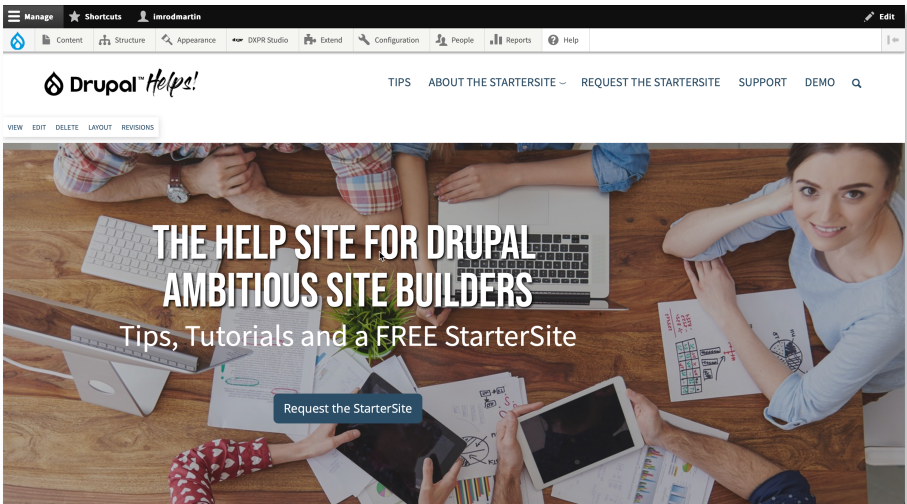 Manage Shortcuts imrodmartin Edit
Content Structure Appearance DXPR Studio Extend Configuration People Reports Help
Drupal™ Helps!
TIPS ABOUT THE STARTERSITE REQUEST THE STARTERSITE SUPPORT DEMO
VIEW EDIT DELETE LAYOUT REVISIONS
THE HELP SITE FOR DRUPAL
AMBITIOUS SITE BUILDERS
Tips, Tutorials and a FREE StarterSite
Request the StarterSite